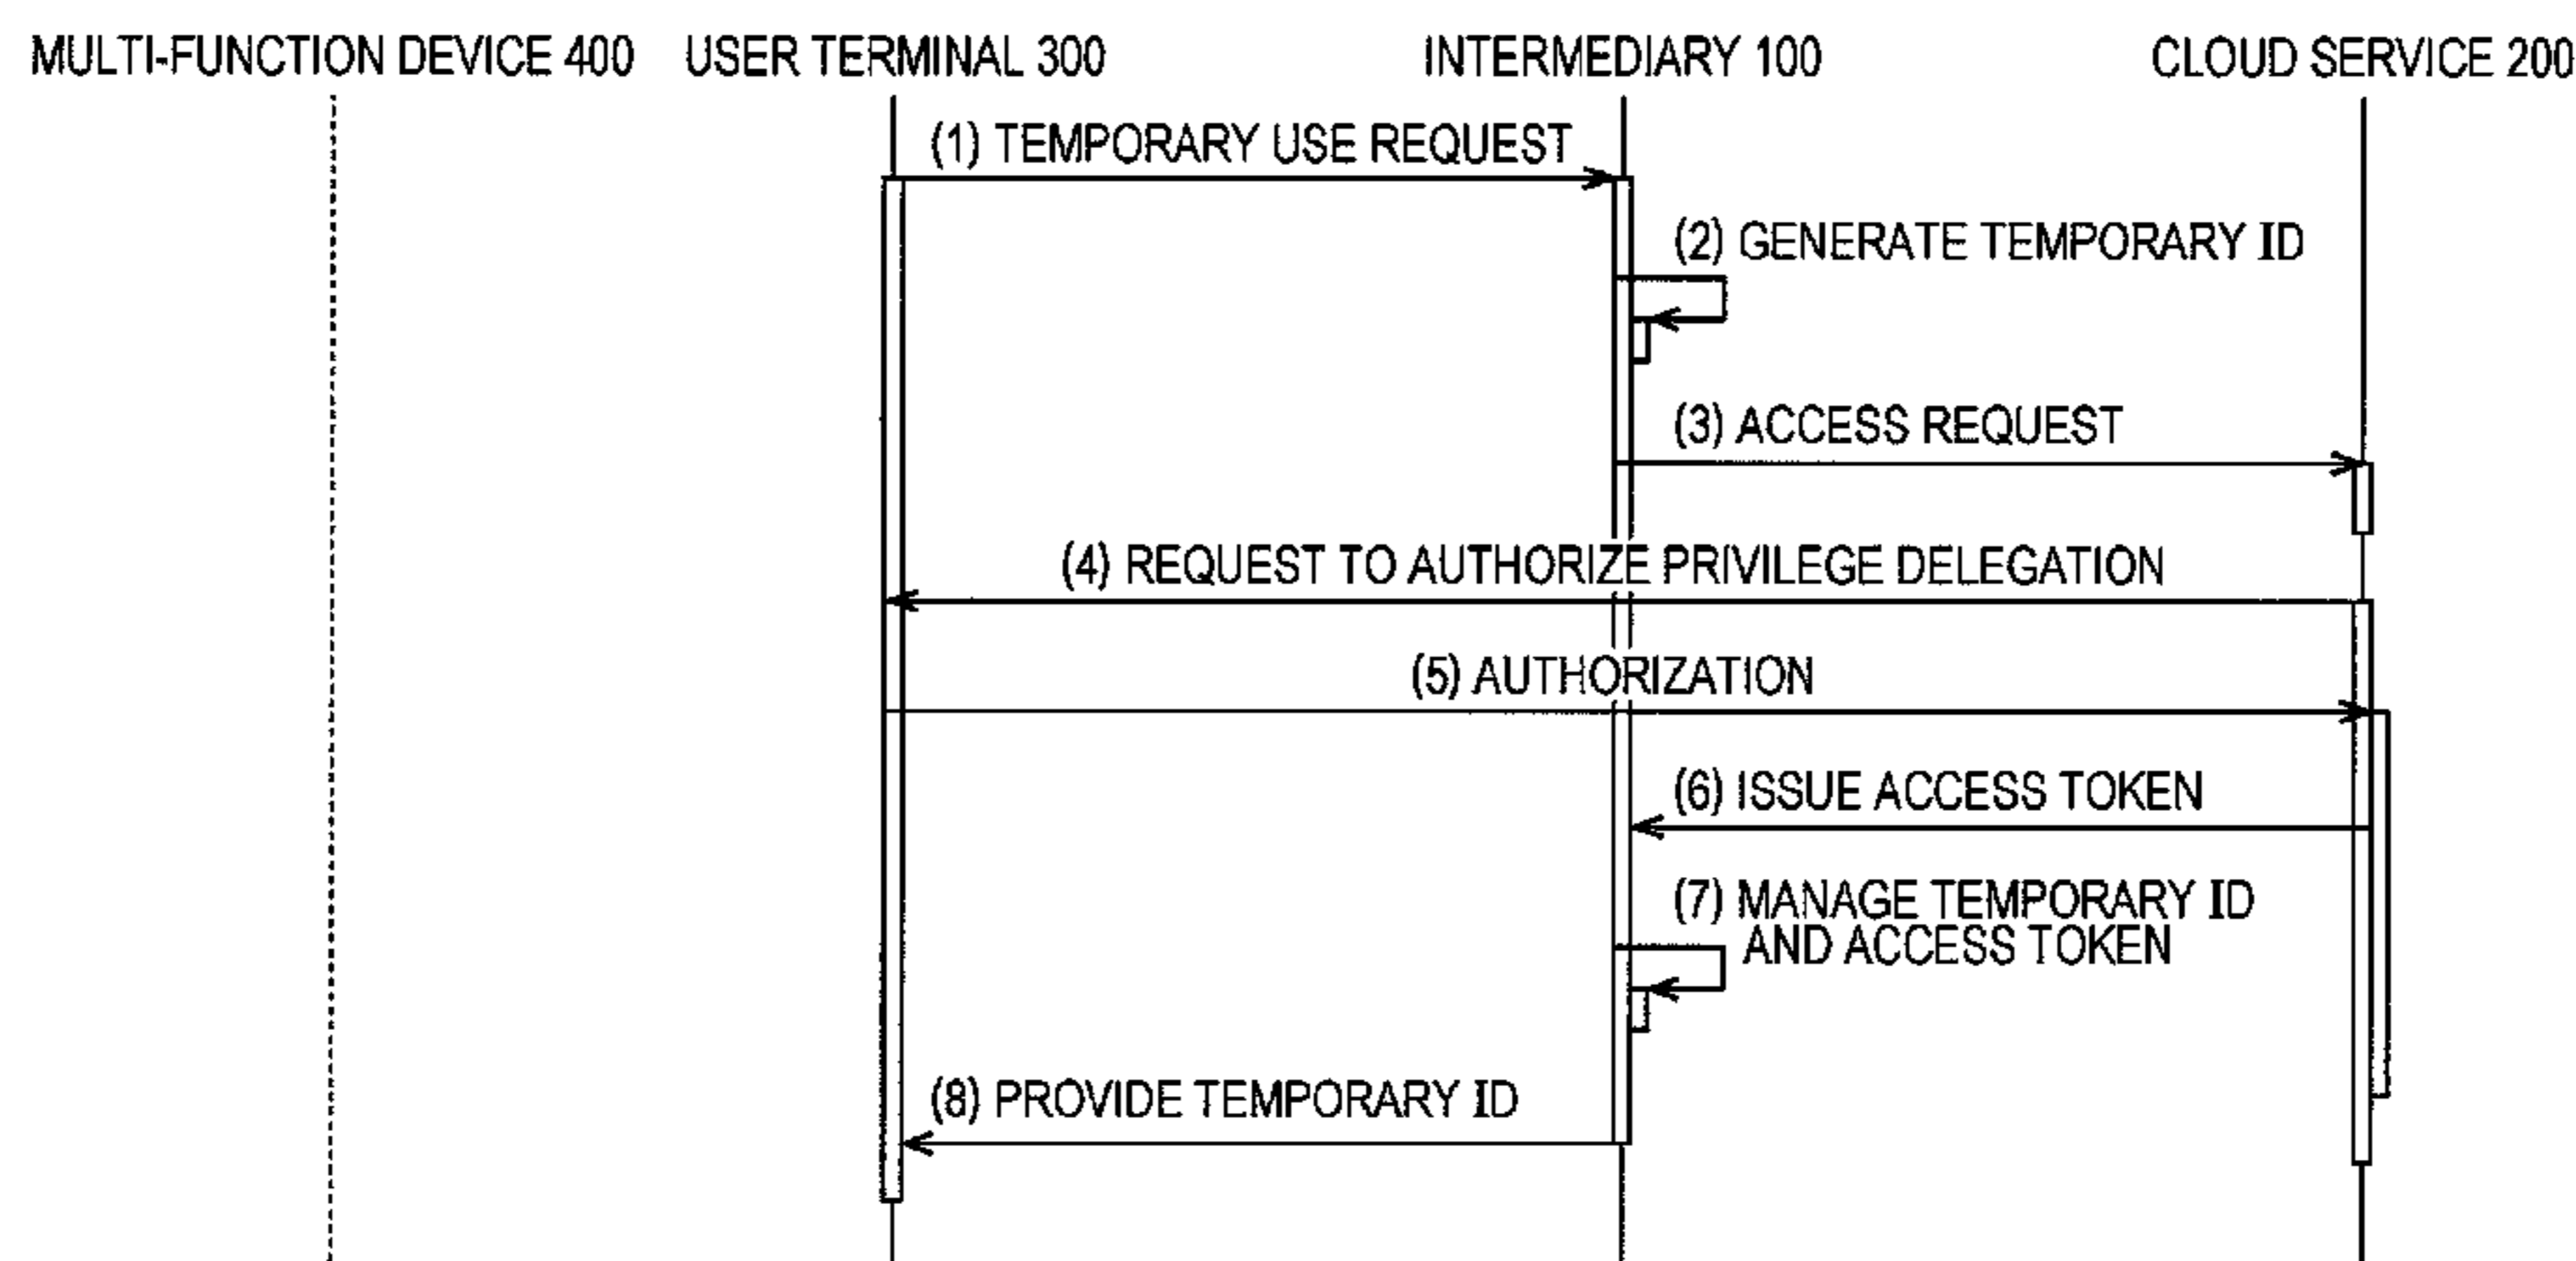 MULTI-FUNCTION DEVICE 400
USER TERMINAL 300
INTERMEDIARY 100
CLOUD SERVICE 200
(1) TEMPORARY USE REQUEST
(2) GENERATE TEMPORARY ID
(3) ACCESS REQUEST
(4) REQUEST TO AUTHORIZE PRIVILEGE DELEGATION
(5) AUTHORIZATION
(6) ISSUE ACCESS TOKEN
(7) MANAGE TEMPORARY ID
AND ACCESS TOKEN
(8) PROVIDE TEMPORARY ID